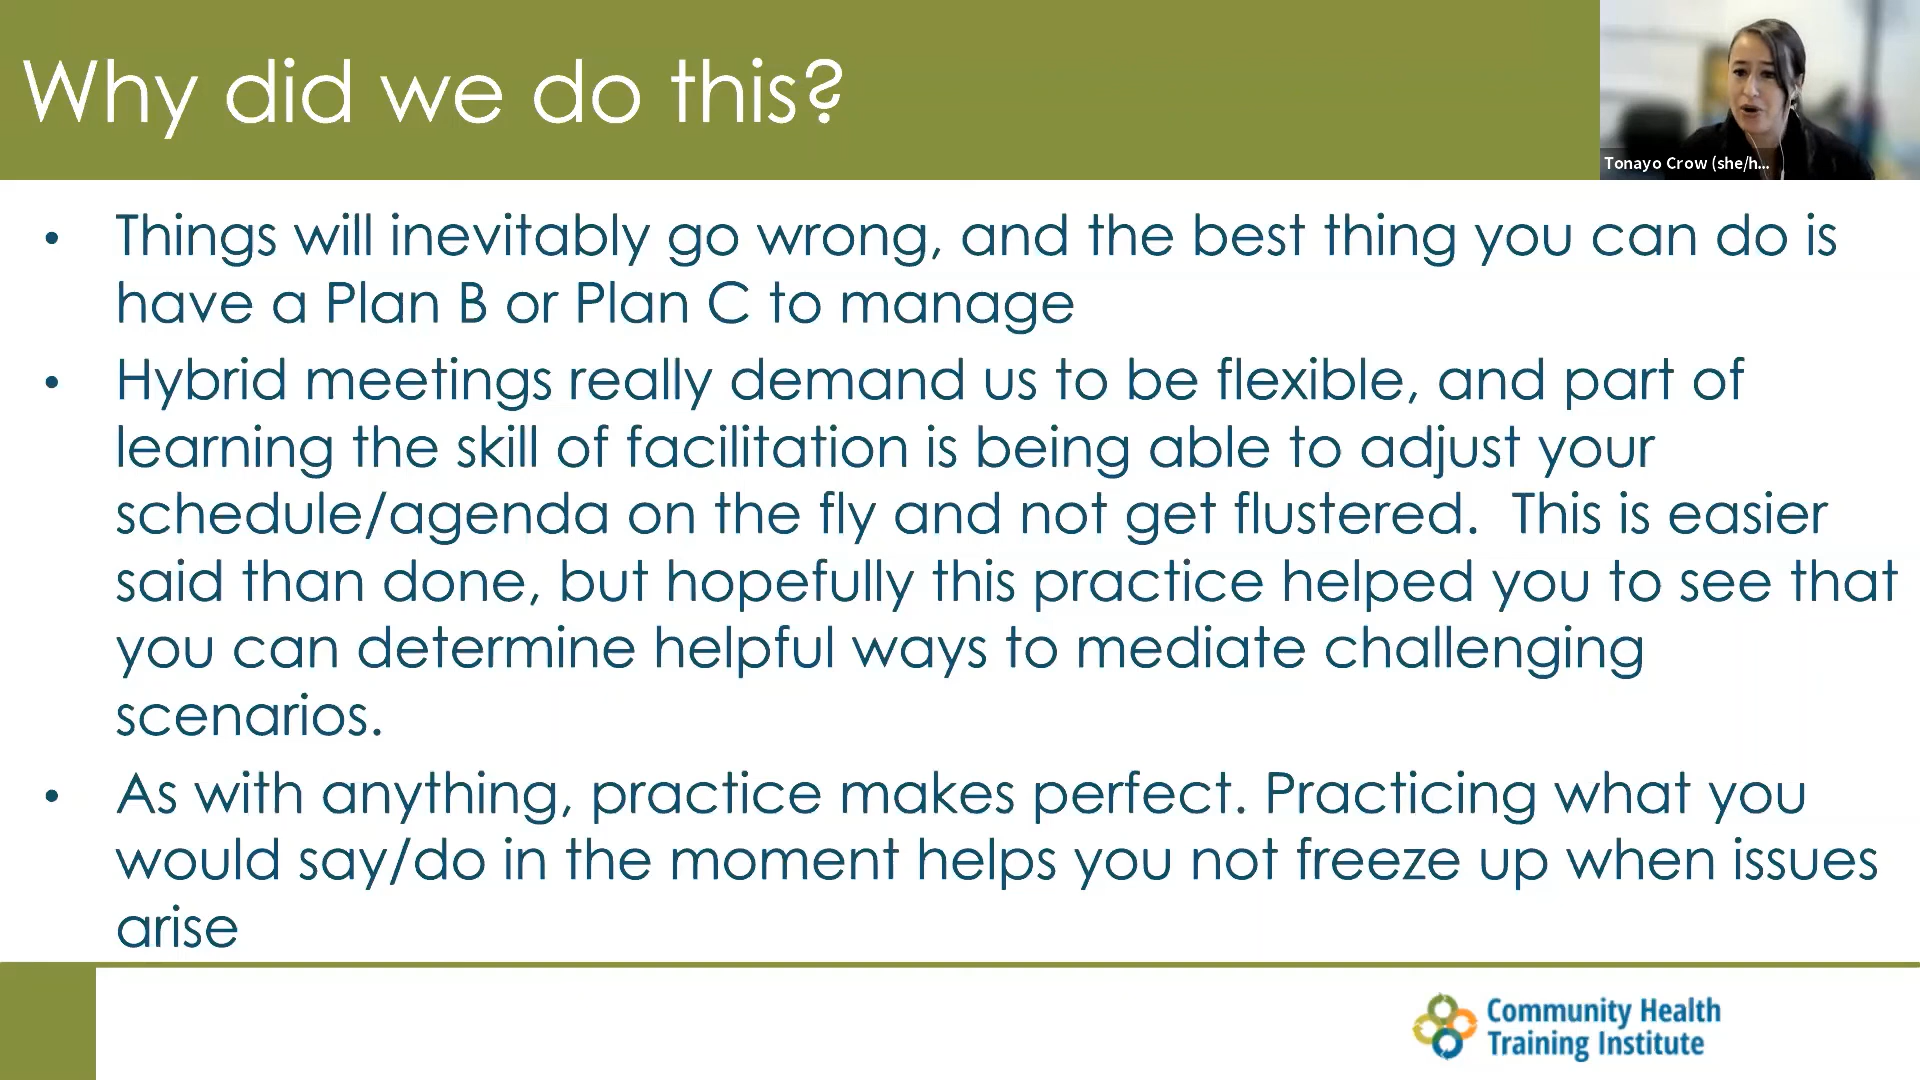 Why did we do this?
Tonayo Crow (she/h...
• Things will inevitably go wrong, and the best thing you can do is
have a Plan B or Plan C to manage
• Hybrid meetings really demand us to be flexible, and part of
learning the skill of facilitation is being able to adjust your
schedule/agenda on the fly and not get flustered.  This is easier
said than done, but hopefully this practice helped you to see that
you can determine helpful ways to mediate challenging
scenarios.
• As with anything, practice makes perfect. Practicing what you
would say/do in the moment helps you not freeze up when issues
arise
Community Health
Training Institute